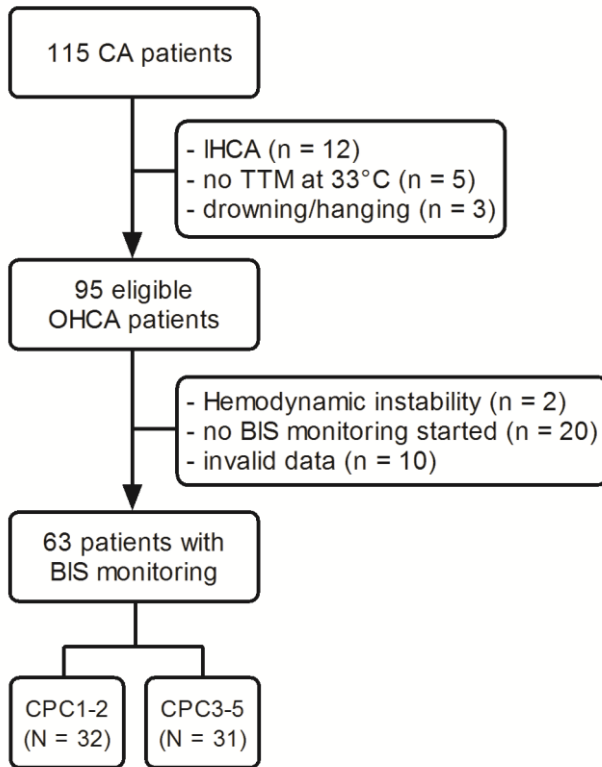 115 CA patients
- IHCA (n = 12)
- no TTM at 33°C (n = 5)
- drowning/hanging (n = 3)
95 eligible
OHCA patients
- Hemodynamic instability (n = 2)
- no BIS monitoring started (n = 20)
- invalid data (n = 10)
63 patients with
BIS monitoring
CPC1-2
(N = 32)
CPC3-5
(N = 31)